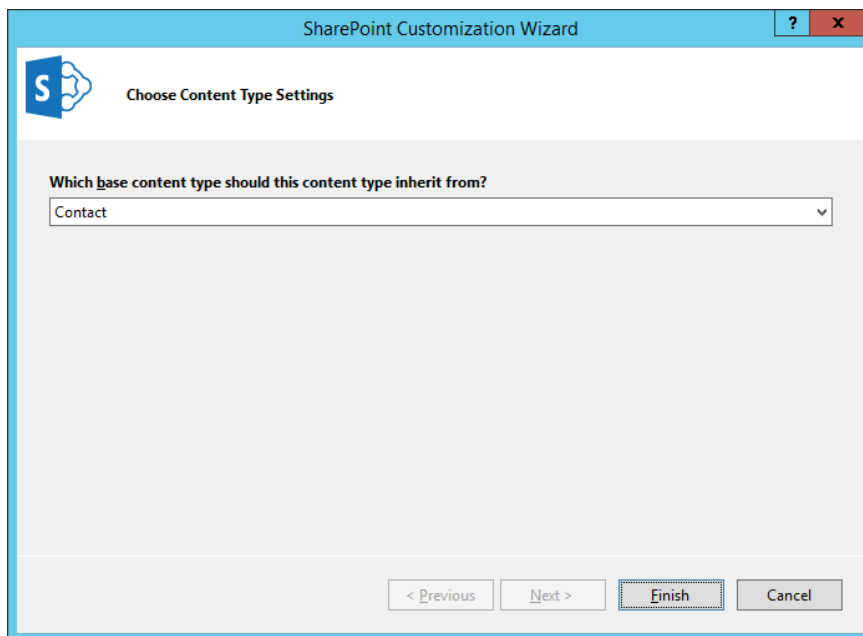 SharePoint Customization Wizard
? x
S
Choose Content Type Settings
Which base content type should this content type inherit from?
Contact
< Previous Next > Finish Cancel